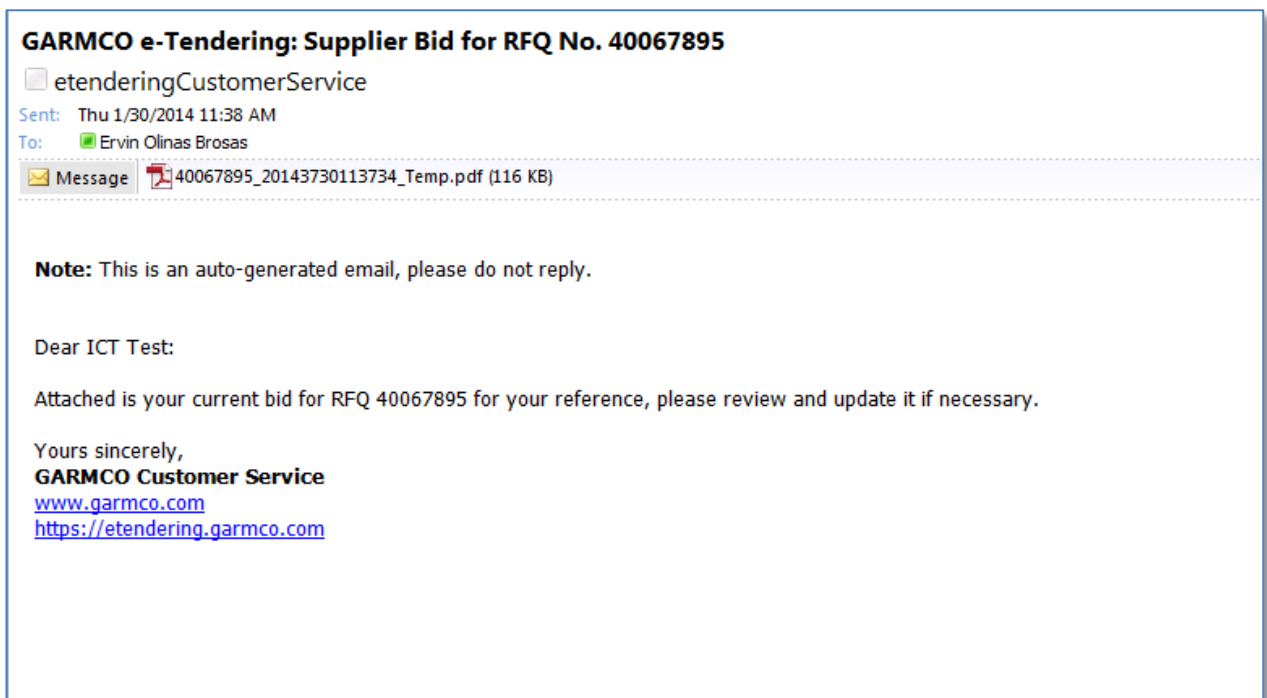 GARMCO e-Tendering: Supplier Bid for RFQ No. 40067895
etenderingCustomerService
Sent: Thu 1/30/2014 11:38 AM
To: Ervin Olinas Brosas
Message 40067895_20143730113734_Temp.pdf (116 KB)
Note: This is an auto-generated email, please do not reply.
Dear ICT Test:
Attached is your current bid for RFQ 40067895 for your reference, please review and update it if necessary.
Yours sincerely,
GARMCO Customer Service
www.garmco.com
https://etendering.garmco.com